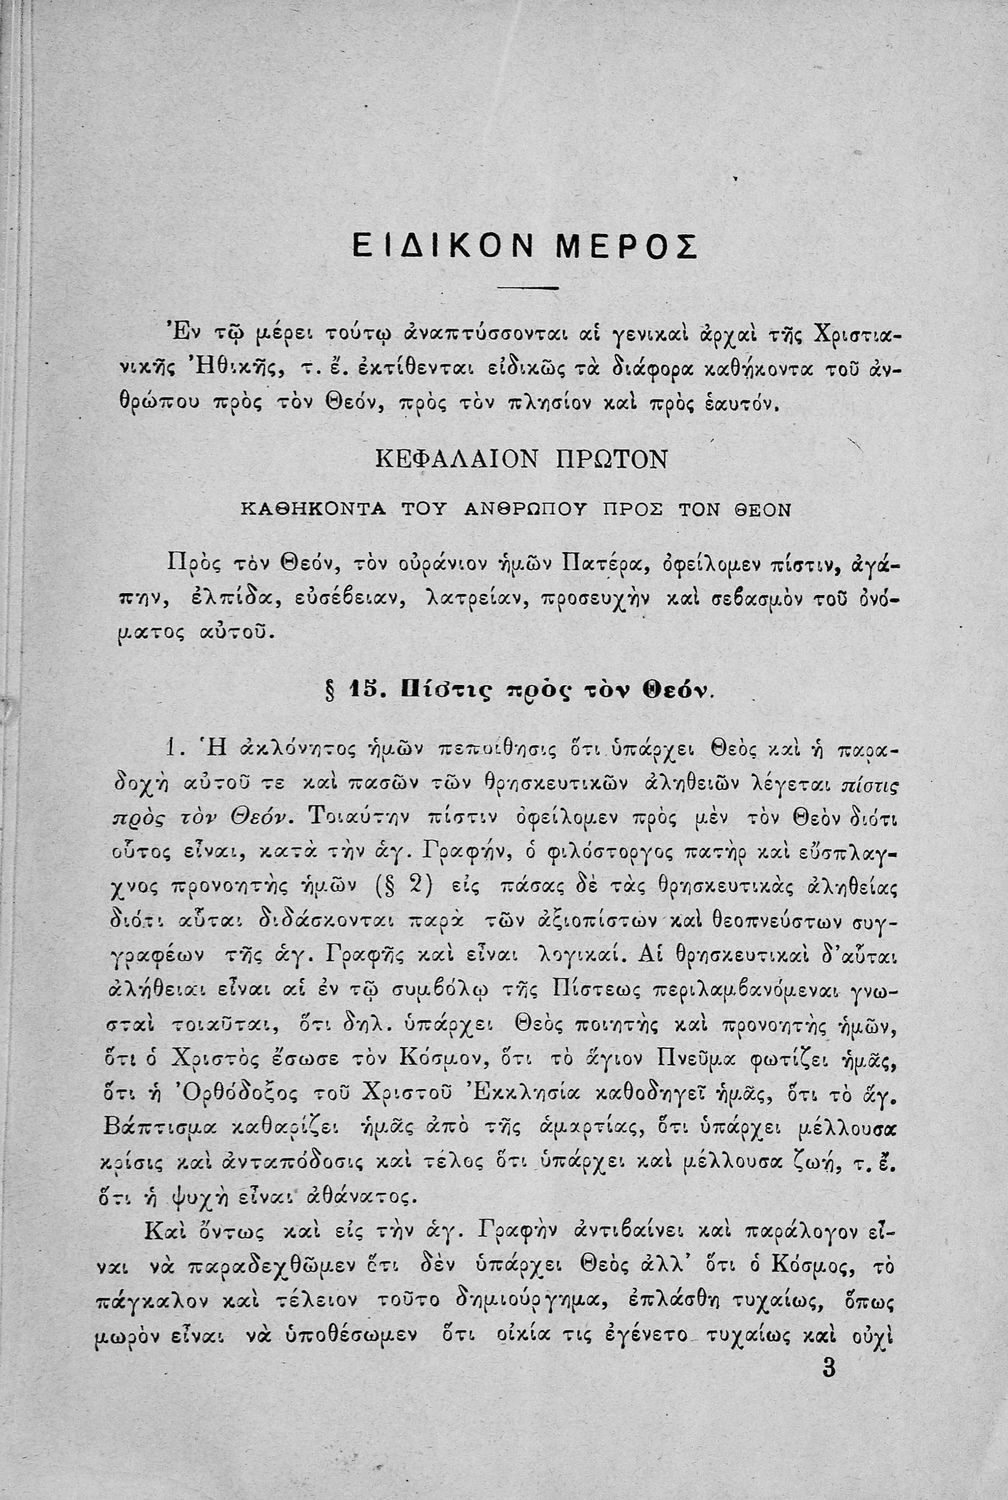 ΕΙΔΙΚΟΝ ΜΕΡΟΣ
Ἐν τῷ μέρει τούτῳ ἀναπτύσσονται αἱ γενικαὶ ἀρχαὶ τῆς Χριστια-
νικῆς Ἠθικῆς, τ. ἔ. ἐκτίθενται εἰδικῶς τὰ διάφορα καθήκοντα τοῦ ἀν-
θρώπου πρὸς τὸν Θεόν, πρὸς τὸν πλησίον καὶ πρὸς ἑαυτόν.
ΚΕΦΑΛΑΙΟΝ ΠΡΩΤΟΝ
ΚΑΘΗΚΟΝΤΑ ΤΟΥ ΑΝΘΡΩΠΟΥ ΠΡΟΣ ΤΟΝ ΘΕΟΝ
Πρὸς τὸν Θεόν, τὸν οὐράνιον ἡμῶν Πατέρα, ὀφείλομεν πίστιν, ἀγά-
πην, ἐλπίδα, εὐσέβειαν, λατρείαν, προσευχὴν καὶ σεβασμὸν τοῦ ὀνό-
ματος αὐτοῦ.
§ 15. Πίστις πρὸς τὸν Θεόν.
1. Ἡ ἀκλόνητος ἡμῶν πεποίθησις ὅτι ὑπάρχει Θεὸς καὶ ἡ παρα-
δοχὴ αὐτοῦ τε καὶ πασῶν τῶν θρησκευτικῶν ἀληθειῶν λέγεται πίστις
πρὸς τὸν Θεόν. Τοιαύτην πίστιν ὀφείλομεν πρὸς μὲν τὸν Θεὸν διότι
οὗτος εἶναι, κατὰ τὴν ἁγ. Γραφήν, ὁ φιλόστοργος πατὴρ καὶ εὔσπλαγ-
χνος προνοητὴς ἡμῶν (§ 2) εἰς πάσας δὲ τὰς θρησκευτικὰς ἀληθείας
διότι αὗται διδάσκονται παρὰ τῶν ἀξιοπίστων καὶ θεοπνεύστων συγ-
γραφέων τῆς ἁγ. Γραφῆς καὶ εἶναι λογικαί. Αἱ θρησκευτικαὶ δ'αὗται
ἀλήθειαι εἶναι αἱ ἐν τῷ συμβόλῳ τῆς Πίστεως περιλαμβανόμεναι γνω-
σταὶ τοιαῦται, ὅτι δηλ. ὑπάρχει Θεὸς ποιητὴς καὶ προνοητὴς ἡμῶν,
ὅτι ὁ Χριστὸς ἔσωσε τὸν Κόσμον, ὅτι τὸ ἅγιον Πνεῦμα φωτίζει ἡμᾶς,
ὅτι ἡ Ὀρθόδοξος τοῦ Χριστοῦ Ἐκκλησία καθοδηγεῖ ἡμᾶς, ὅτι τὸ ἅγ.
Βάπτισμα καθαρίζει ἡμᾶς ἀπὸ τῆς ἁμαρτίας, ὅτι ὑπάρχει μέλλουσα
κρίσις καὶ ἀνταπόδοσις καὶ τέλος ὅτι ὑπάρχει καὶ μέλλουσα ζωή, τ. ἔ.
ὅτι ἡ ψυχὴ εἶναι ἀθάνατος.
Καὶ ὄντως καὶ εἰς τὴν ἁγ. Γραφὴν ἀντιβαίνει καὶ παράλογον εἶ-
ναι νὰ παραδεχθῶμεν ὅτι δὲν ὑπάρχει Θεὸς ἀλλ' ὅτι ὁ Κόσμος, τὸ
πάγκαλον καὶ τέλειον τοῦτο δημιούργημα, ἐπλάσθη τυχαίως, ὅπως
μωρὸν εἶναι νὰ ὑποθέσωμεν ὅτι οἰκία τις ἐγένετο τυχαίως καὶ οὐχὶ
3